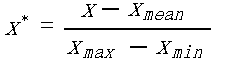 x* = (x - x_mean) / (x_max - x_min)